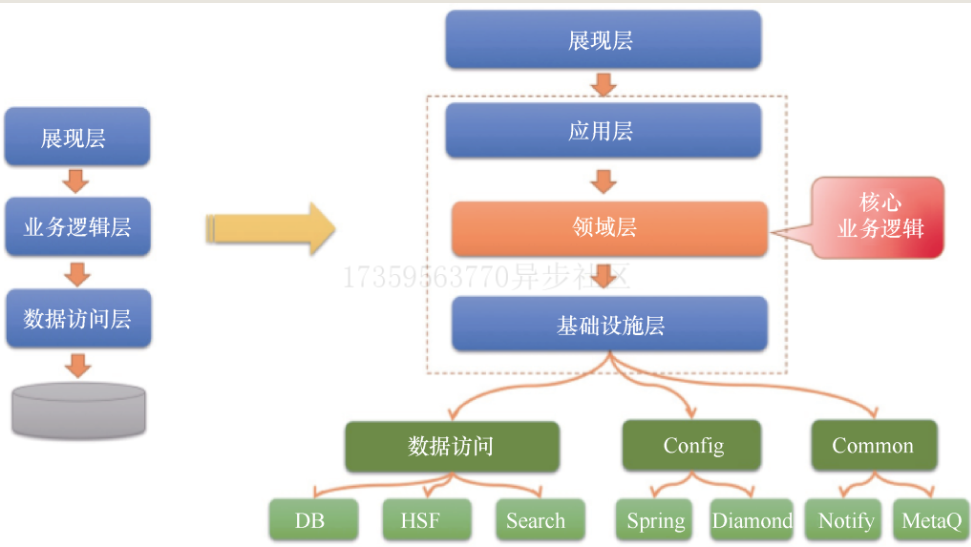 展现层
业务逻辑层
数据访问层
展现层
应用层
领域层
核心
业务逻辑
17359563770异步社区
基础设施层
数据访问
Config
Common
DB
HSF
Search
Spring
Diamond
Notify
MetaQ